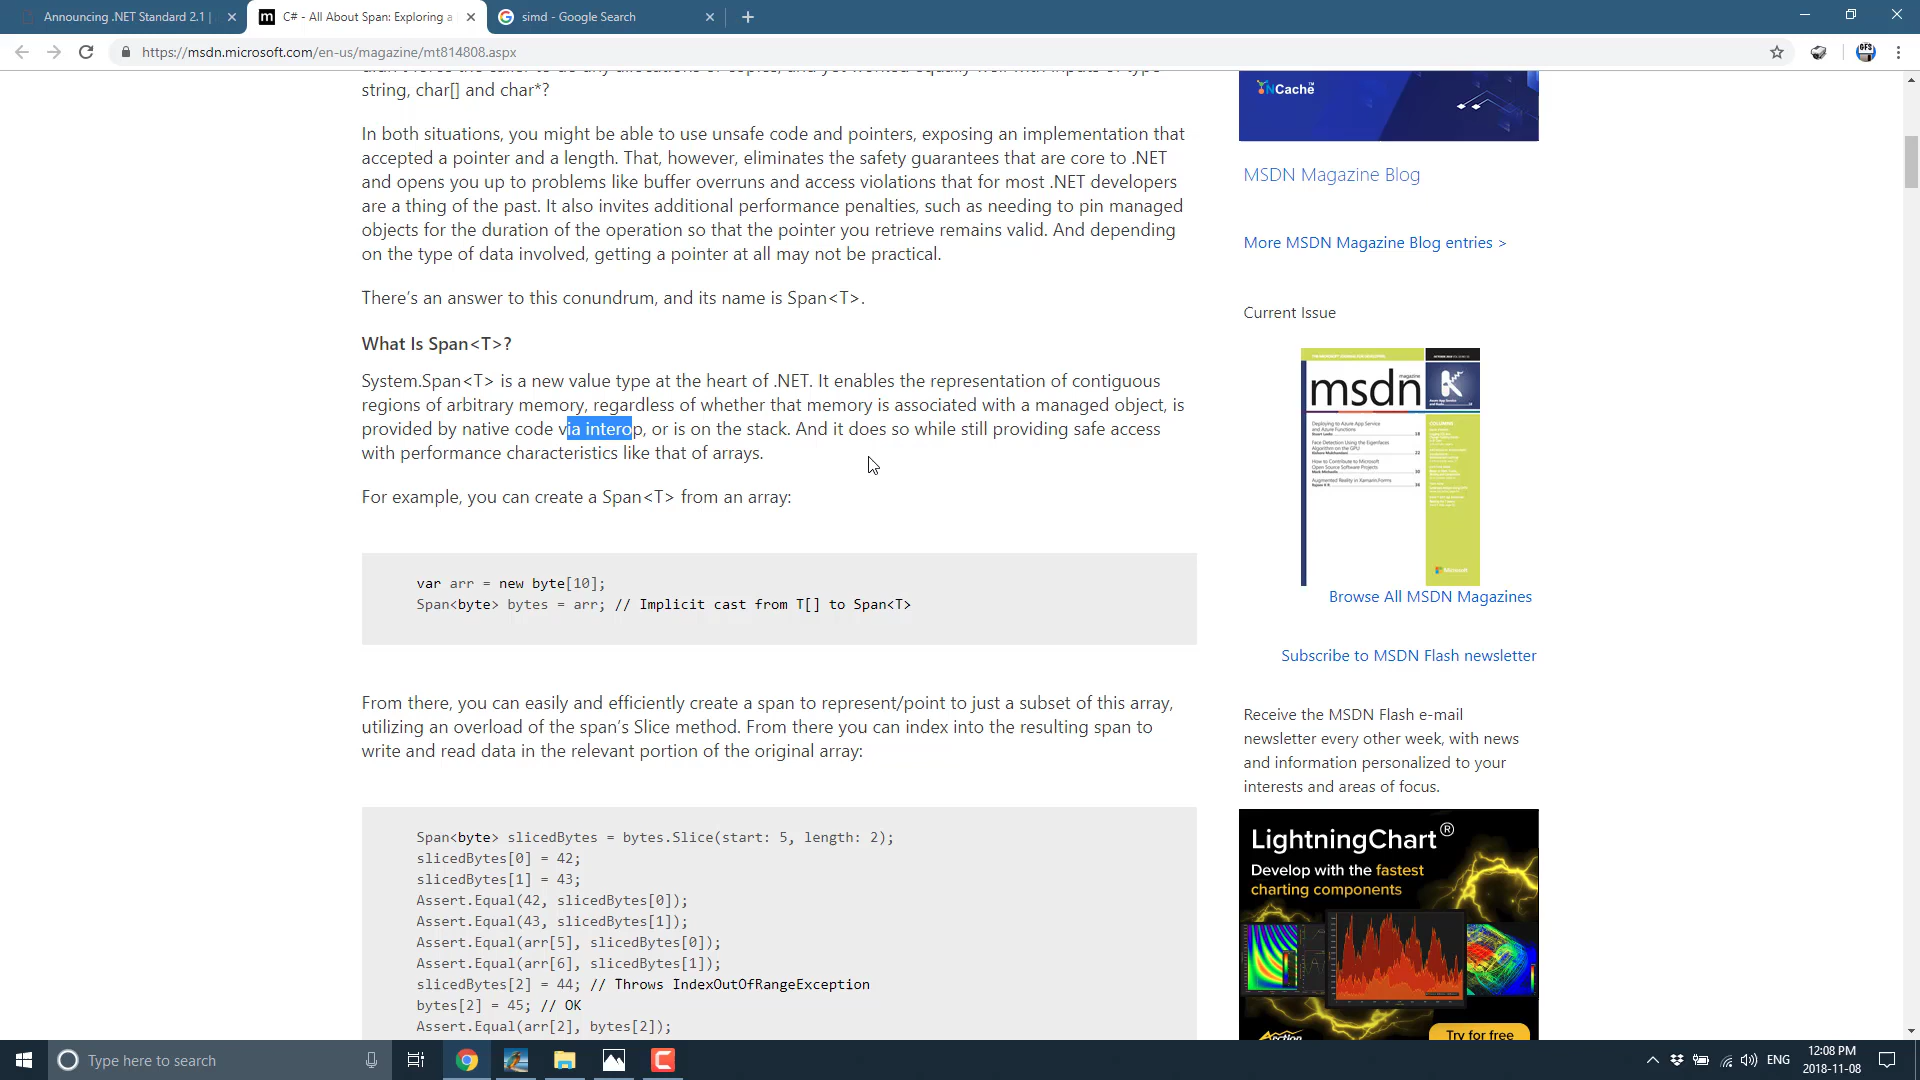 Announcing .NET Standard 2.1 |
C# - All About Span: Exploring a
simd - Google Search
https://msdn.microsoft.com/en-us/magazine/mt814808.aspx
string, char[] and char*?
In both situations, you might be able to use unsafe code and pointers, exposing an implementation that
accepted a pointer and a length. That, however, eliminates the safety guarantees that are core to .NET
and opens you up to problems like buffer overruns and access violations that for most .NET developers
are a thing of the past. It also invites additional performance penalties, such as needing to pin managed
objects for the duration of the operation so that the pointer you retrieve remains valid. And depending
on the type of data involved, getting a pointer at all may not be practical.
There's an answer to this conundrum, and its name is Span<T>.
What Is Span<T>?
System.Span<T> is a new value type at the heart of .NET. It enables the representation of contiguous
regions of arbitrary memory, regardless of whether that memory is associated with a managed object, is
provided by native code via interop, or is on the stack. And it does so while still providing safe access
with performance characteristics like that of arrays.
For example, you can create a Span<T> from an array:
var arr = new byte[10];
Span<byte> bytes = arr; // Implicit cast from T[] to Span<T>
From there, you can easily and efficiently create a span to represent/point to just a subset of this array,
utilizing an overload of the span's Slice method. From there you can index into the resulting span to
write and read data in the relevant portion of the original array:
Span<byte> slicedBytes = bytes.Slice(start: 5, length: 2);
slicedBytes[0] = 42;
slicedBytes[1] = 43;
Assert.Equal(42, slicedBytes[0]);
Assert.Equal(43, slicedBytes[1]);
Assert.Equal(arr[5], slicedBytes[0]);
Assert.Equal(arr[6], slicedBytes[1]);
slicedBytes[2] = 44; // Throws IndexOutOfRangeException
bytes[2] = 45; // OK
Assert.Equal(arr[2], bytes[2]);
NCache
MSDN Magazine Blog
More MSDN Magazine Blog entries >
Current Issue
msdn
magazine
Microsoft
Browse All MSDN Magazines
Subscribe to MSDN Flash newsletter
Receive the MSDN Flash e-mail
newsletter every other week, with news
and information personalized to your
interests and areas of focus.
LightningChart®
Develop with the fastest
charting components
Try for free
Type here to search
ENG
12:08 PM
2018-11-08